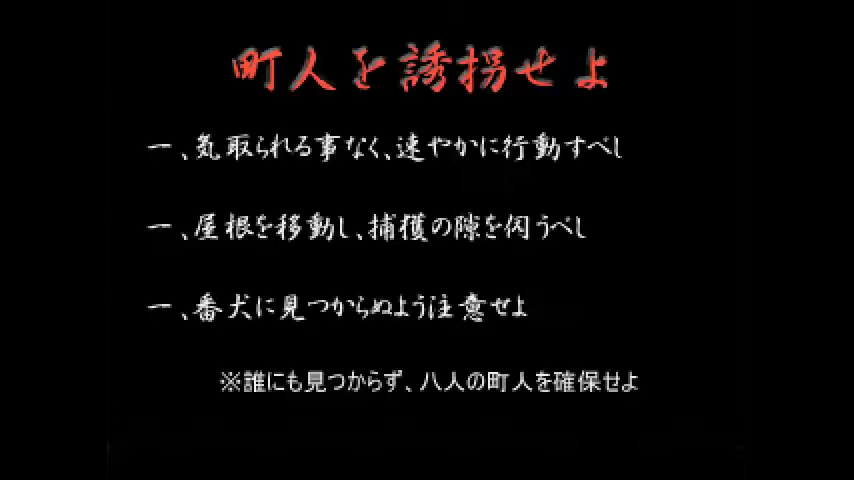 町人を誘拐せよ
一、気取られる事なく、速やかに行動すべし
一、屋根を移動し、捕獲の隙を伺うべし
一、番犬に見つからぬよう注意せよ
※誰にも見つからず、八人の町人を確保せよ